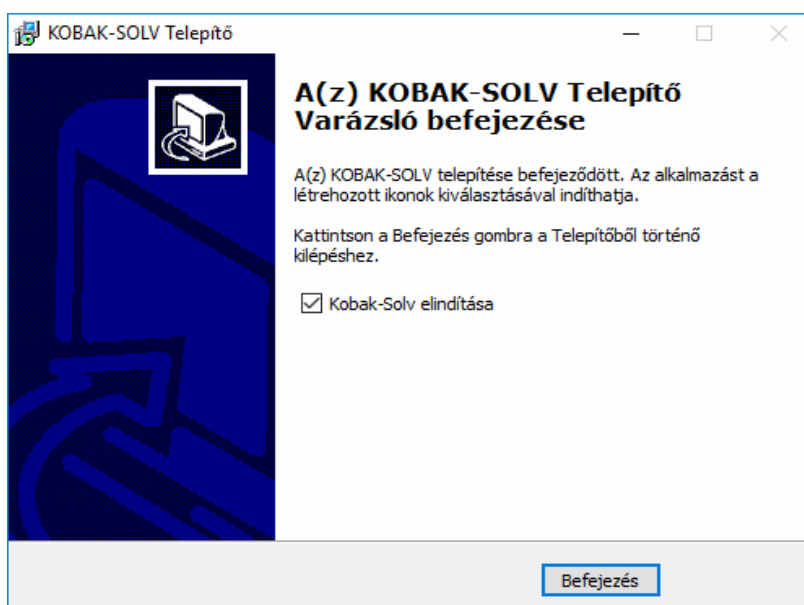 KOBAK-SOLV Telepítő
A(z) KOBAK-SOLV Telepítő
Varázsló befejezése
A(z) KOBAK-SOLV telepítése befejeződött. Az alkalmazást a
létrehozott ikonok kiválasztásával indíthatja.
Kattintson a Befejezés gombra a Telepítőből történő
kilépéshez.
Kobak-Solv elindítása
Befejezés